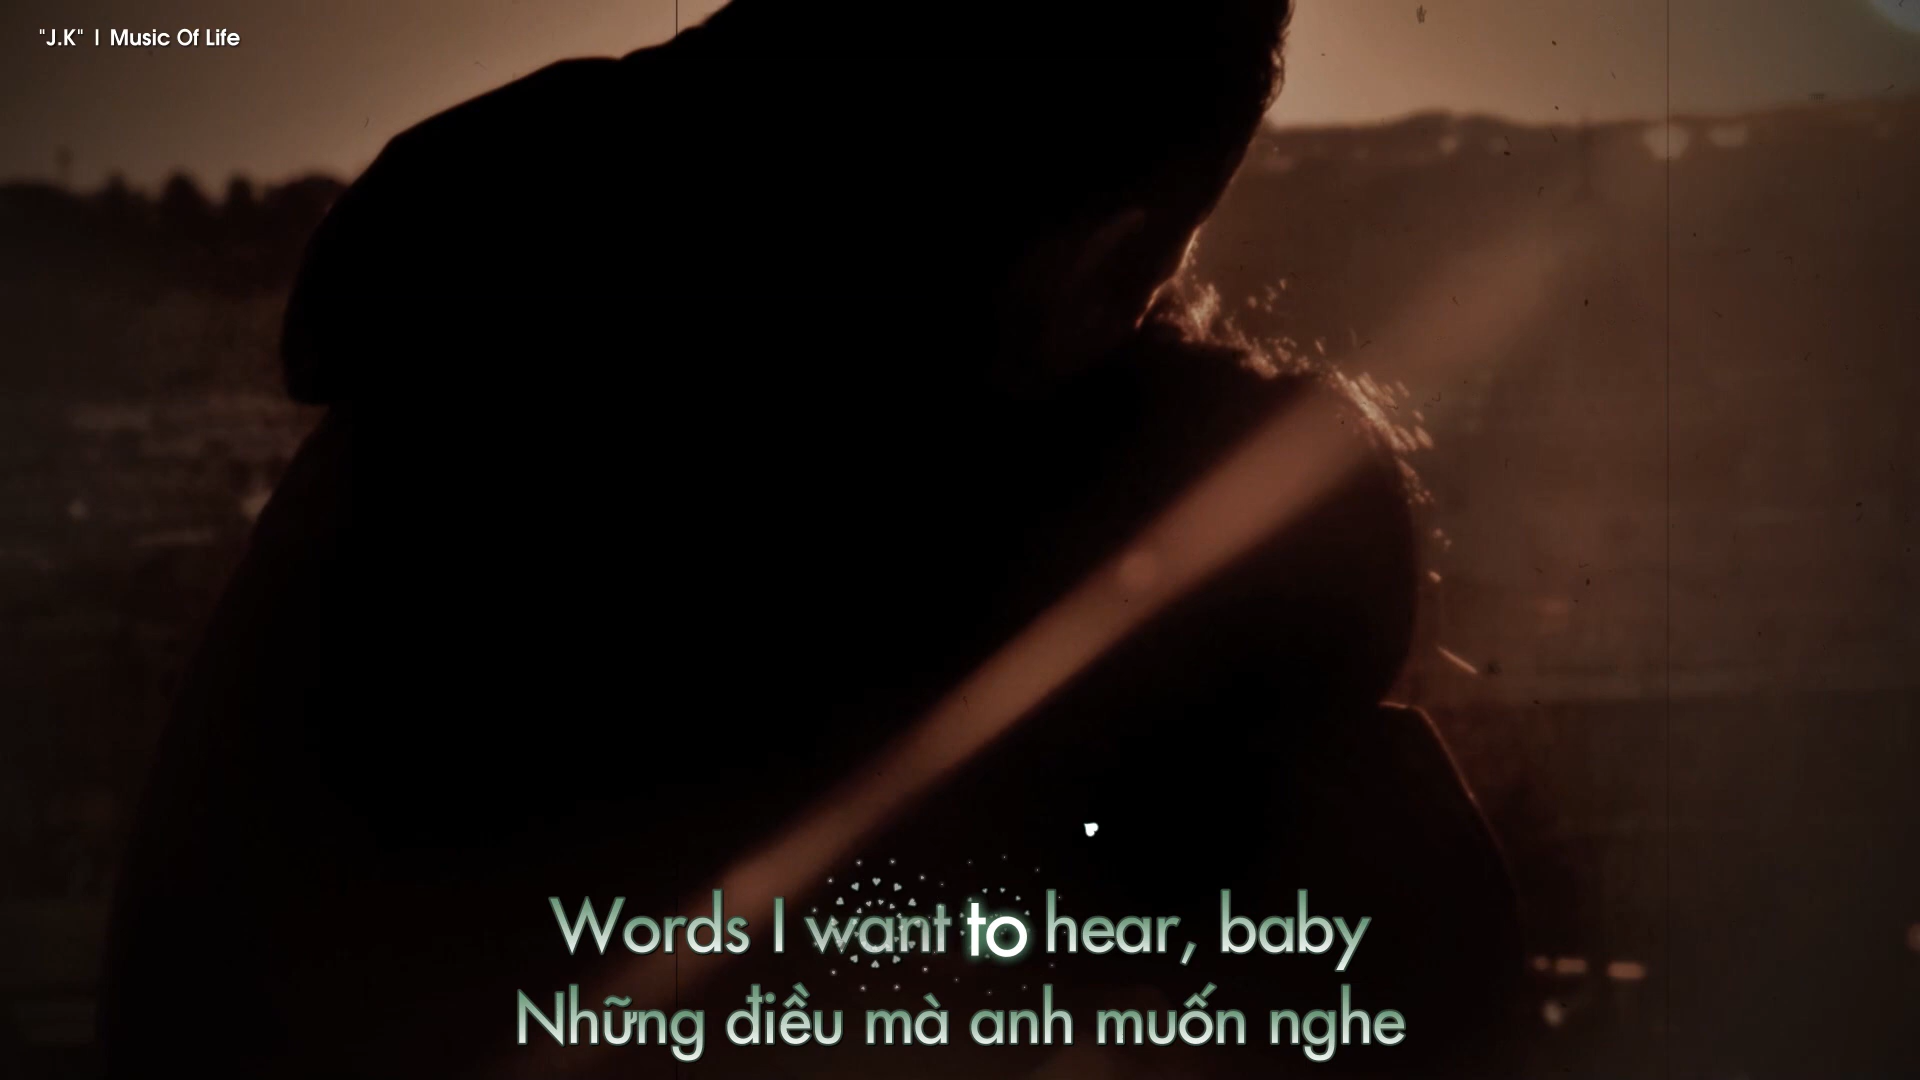 "J.K" | Music Of Life
Words I want to hear, baby
Những điều mà anh muốn nghe